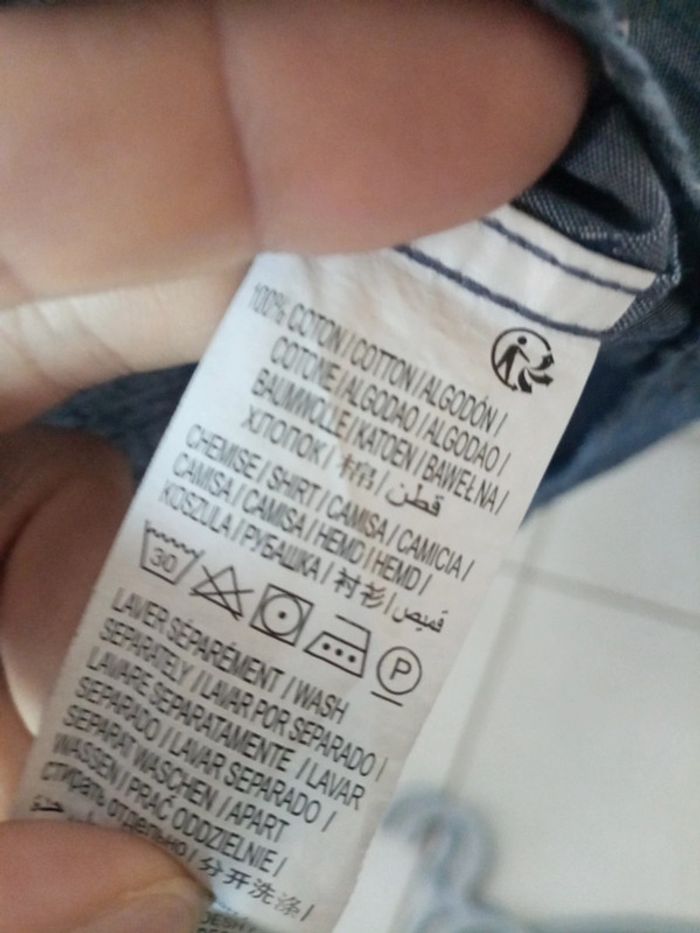 100% COTON / COTTON / ALGODÓN /
COTONE / ALGODAO / ALGODAO /
BAUMWOLLE / KATOEN / BAWEŁNA /
ХЛОПОК / 棉 / قطن
CHEMISE / SHIRT / CAMISA / CAMICIA /
CAMISA / CAMISA / HEMD / HEMD /
KOSZULA / РУБАШКА / 衬衫 / قميص
30 P
LAVER SÉPARÉMENT / WASH
SEPARATELY / LAVAR POR SEPARADO /
LAVARE SEPARATAMENTE / LAVAR
SEPARADO / LAVAR SEPARADO /
SEPARAT WASCHEN / APART
WASSEN / PRAĆ ODDZIELNIE /
стирать отдельно / 分开洗涤 /